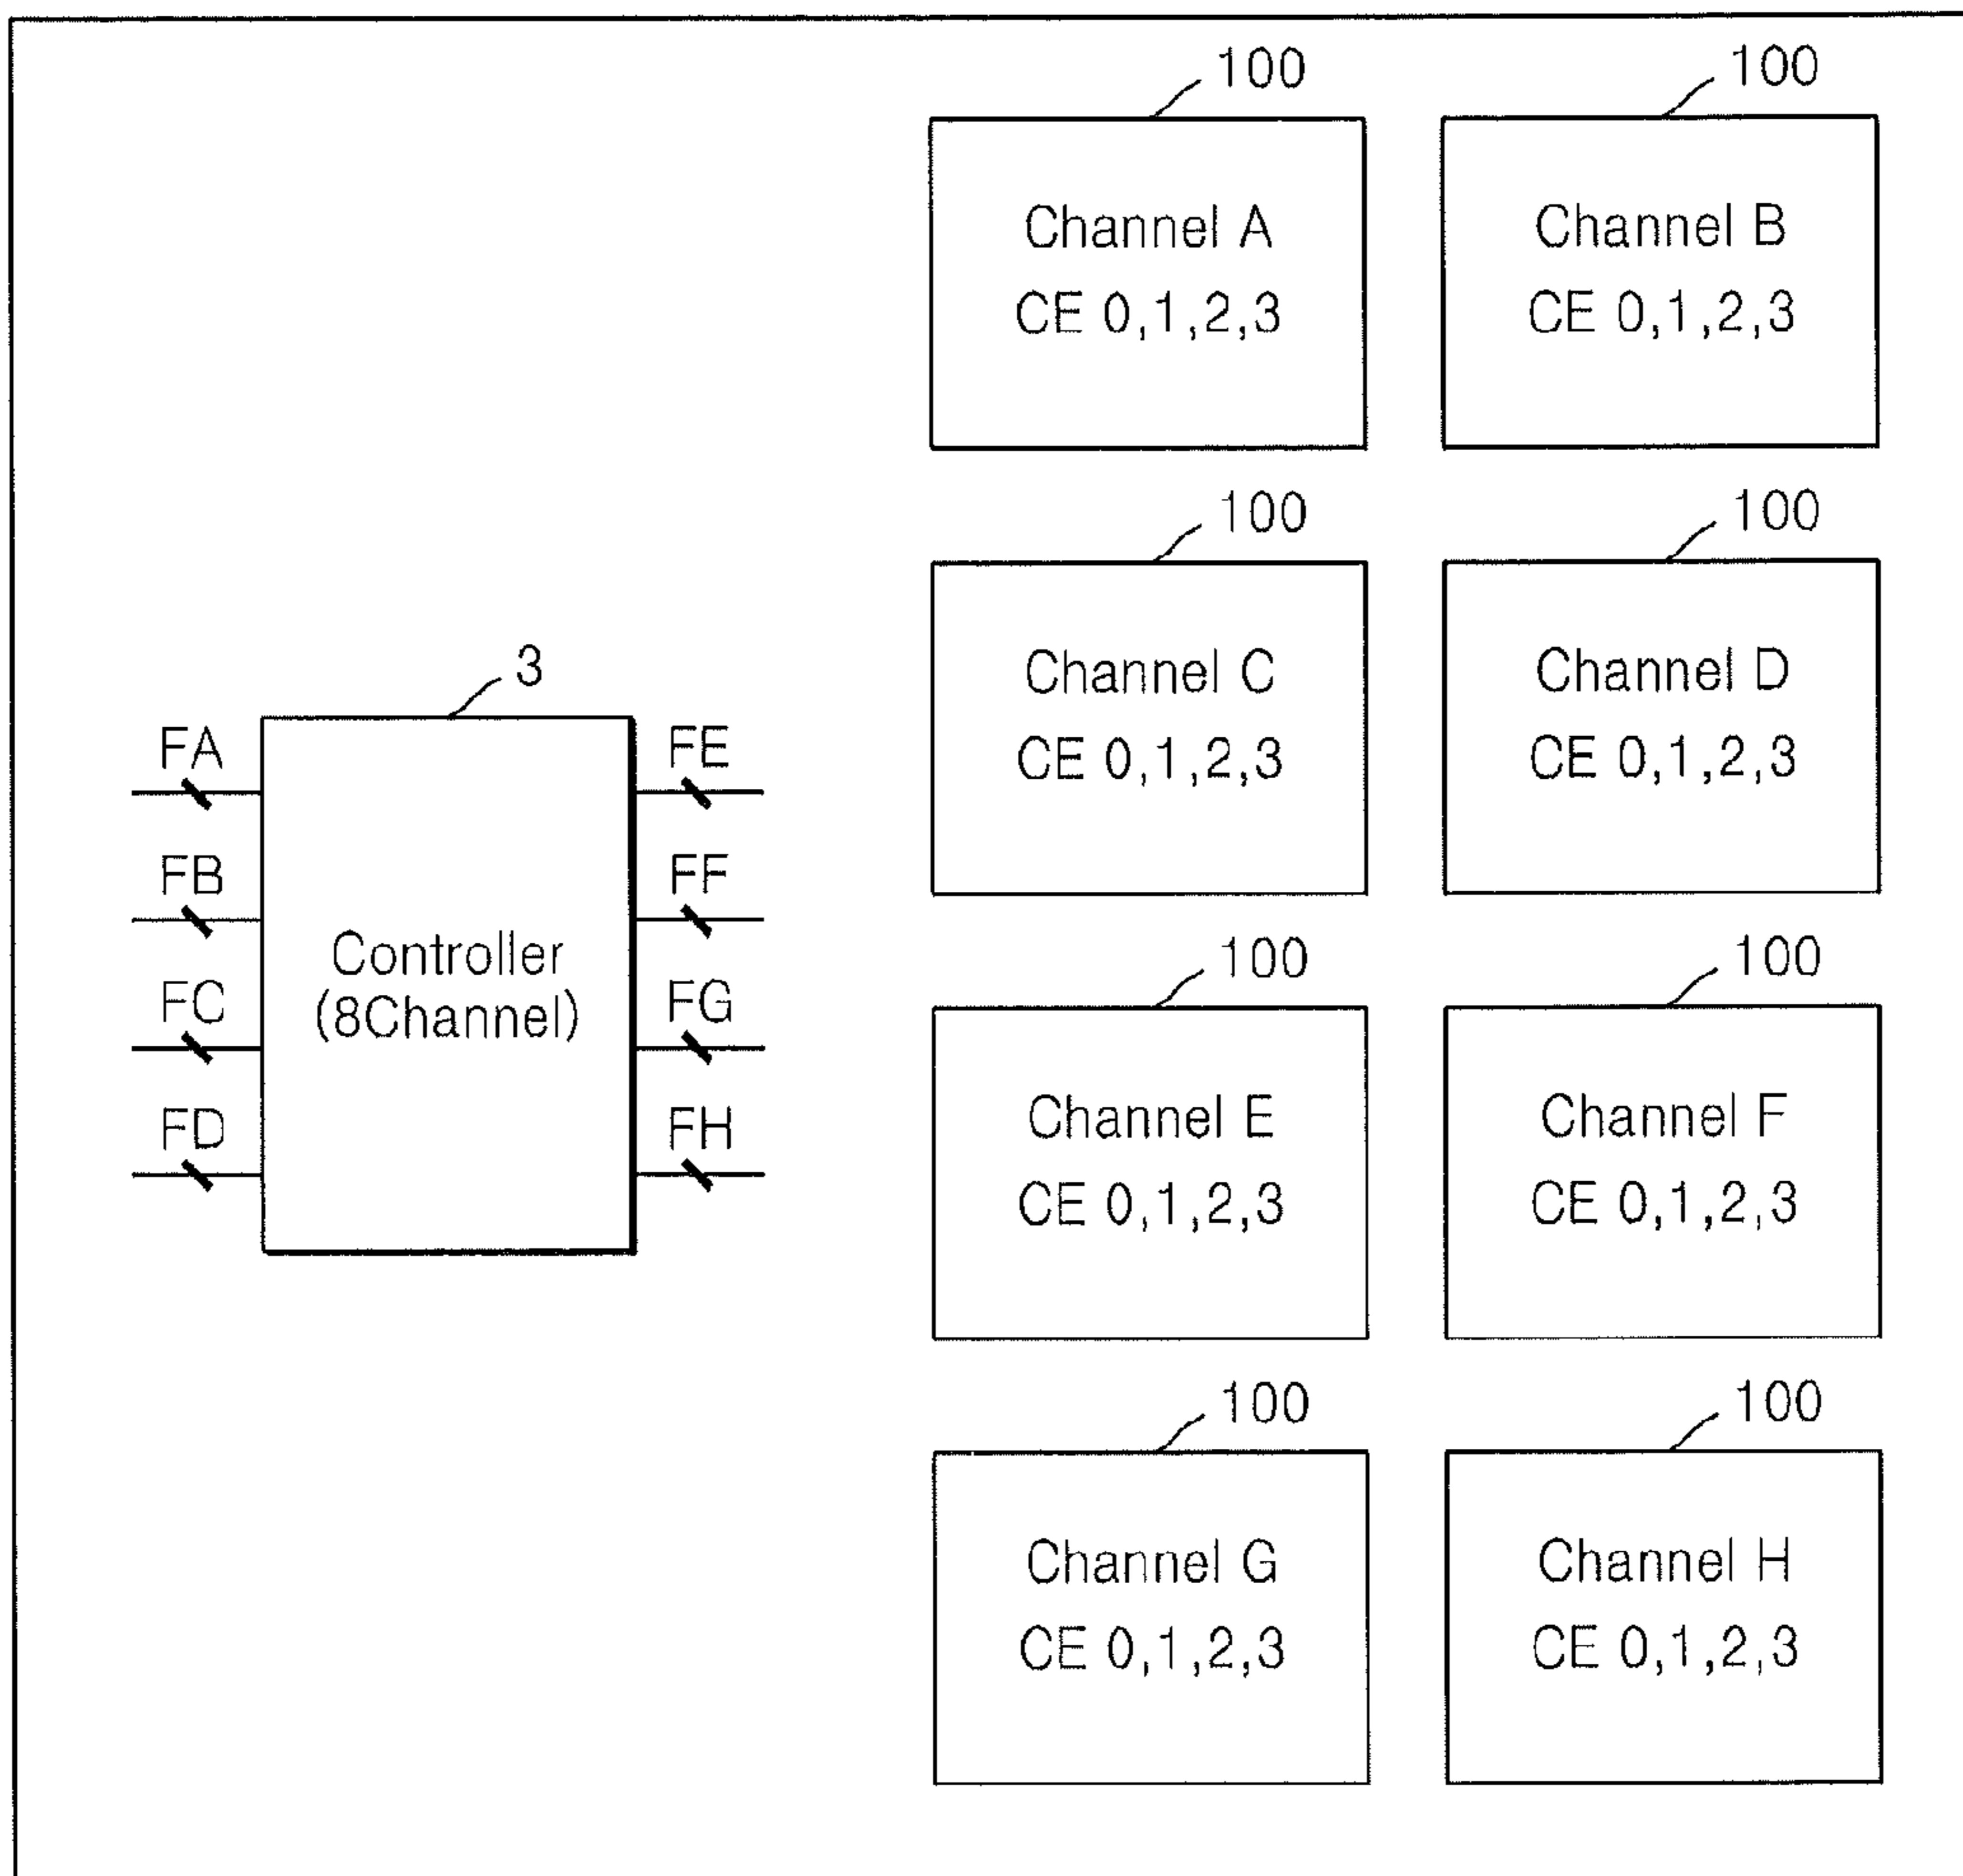 100
100
Channel A
CE 0,1,2,3
Channel B
CE 0,1,2,3
100
100
Channel C
CE 0,1,2,3
Channel D
CE 0,1,2,3
3
FA
FB
FC
FD
Controller
(8Channel)
FE
FF
FG
FH
100
100
Channel E
CE 0,1,2,3
Channel F
CE 0,1,2,3
100
100
Channel G
CE 0,1,2,3
Channel H
CE 0,1,2,3